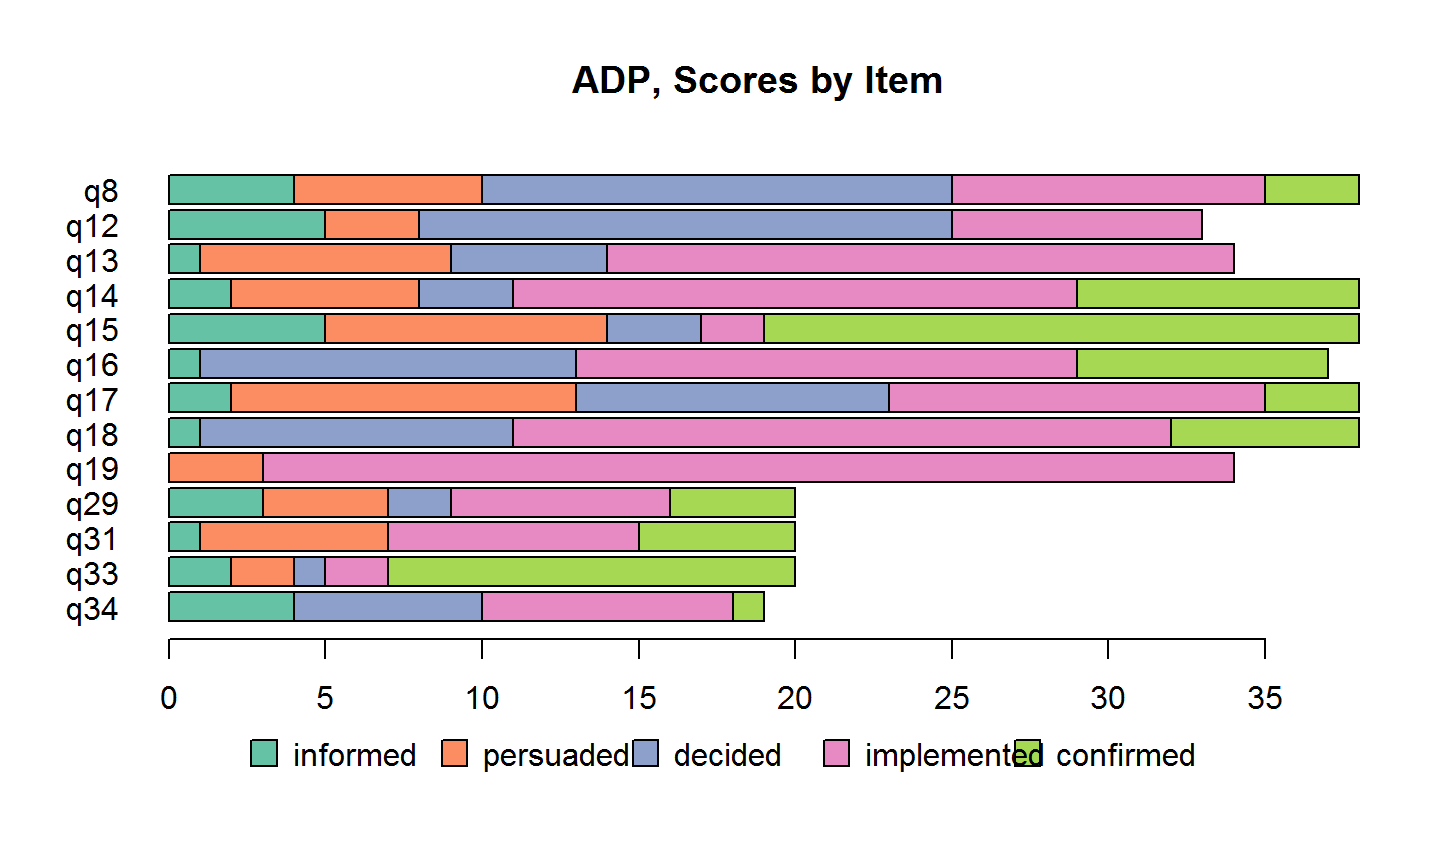 ADP, Scores by Item
q8
q12
q13
q14
q15
q16
q17
q18
q19
q29
q31
q33
q34
0 5 10 15 20 25 30 35
informed persuaded decided implemented confirmed